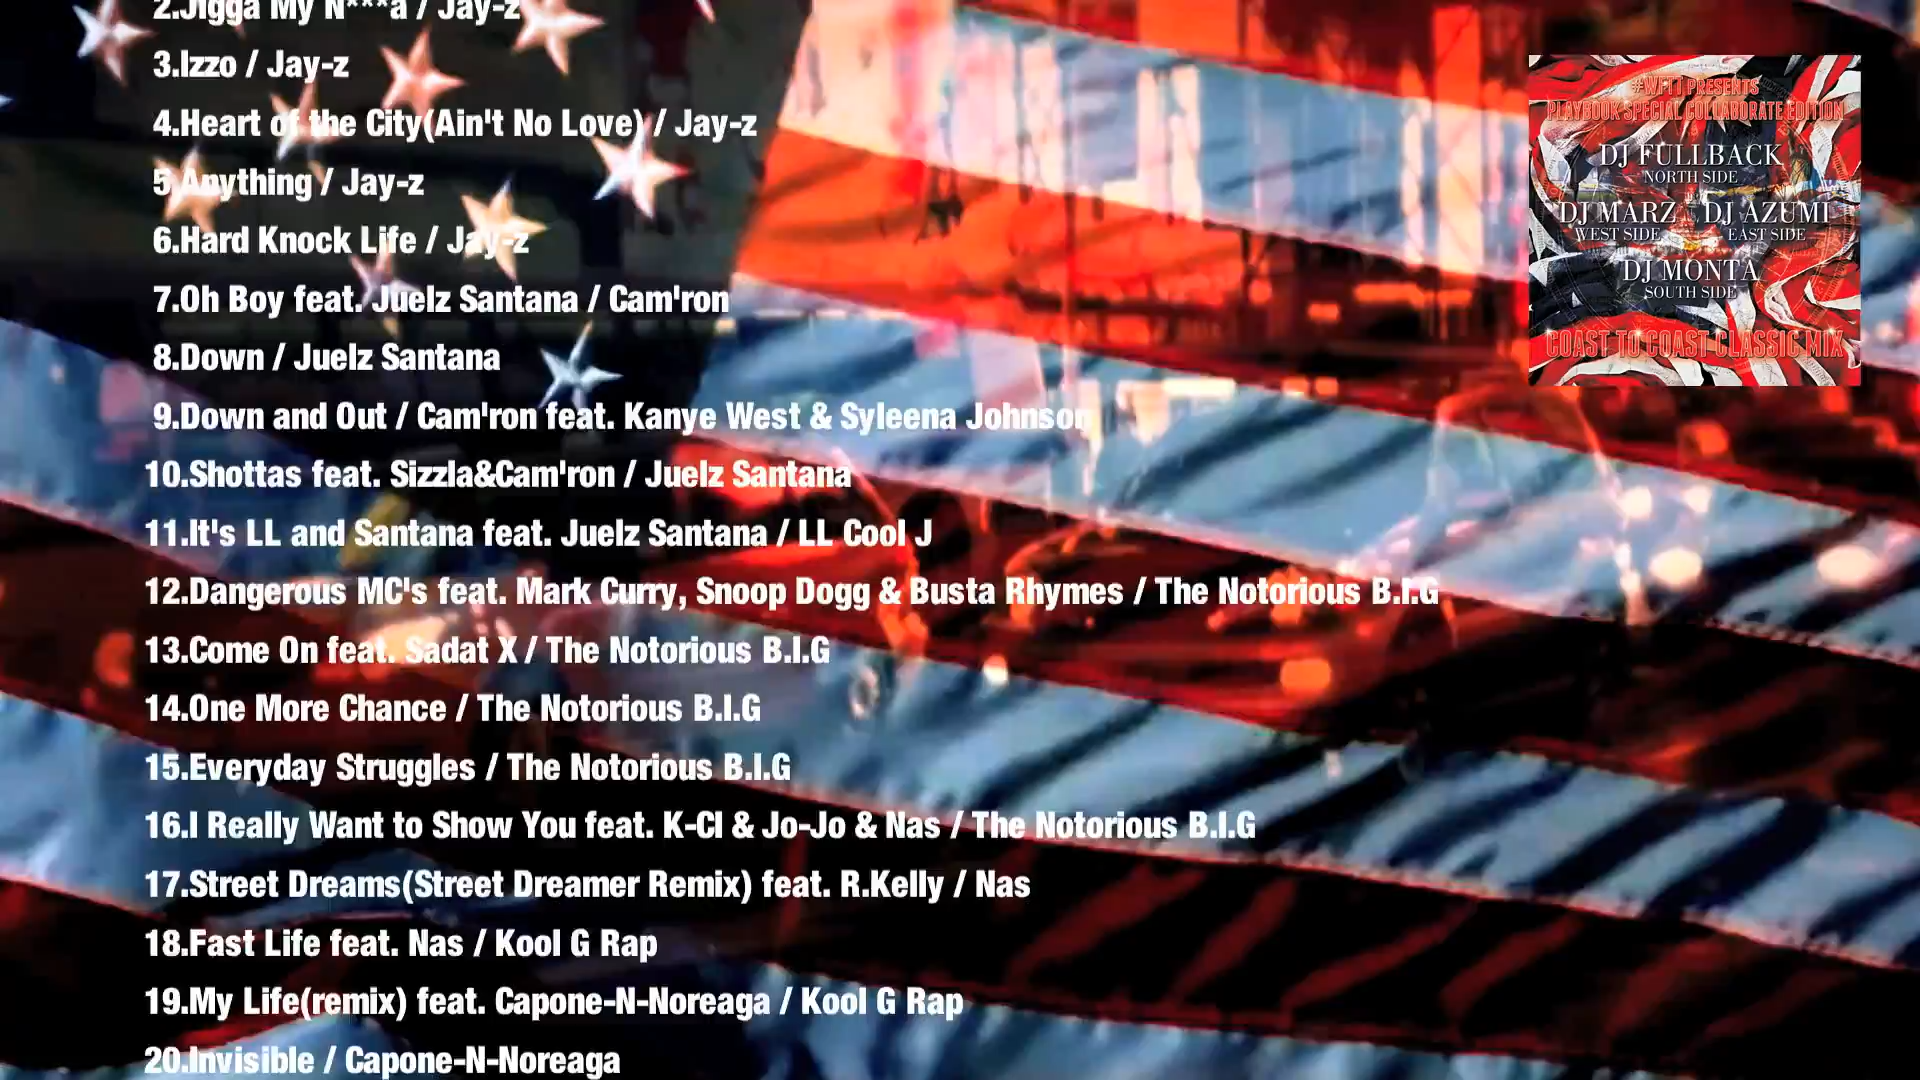 2.Jigga My N***a / Jay-z
3.Izzo / Jay-z
4.Heart of the City(Ain't No Love) / Jay-z
5.Anything / Jay-z
6.Hard Knock Life / Jay-z
7.Oh Boy feat. Juelz Santana / Cam'ron
8.Down / Juelz Santana
9.Down and Out / Cam'ron feat. Kanye West & Syleena Johnson
10.Shottas feat. Sizzla&Cam'ron / Juelz Santana
11.It's LL and Santana feat. Juelz Santana / LL Cool J
12.Dangerous MC's feat. Mark Curry, Snoop Dogg & Busta Rhymes / The Notorious B.I.G
13.Come On feat. Sadat X / The Notorious B.I.G
14.One More Chance / The Notorious B.I.G
15.Everyday Struggles / The Notorious B.I.G
16.I Really Want to Show You feat. K-CI & Jo-Jo & Nas / The Notorious B.I.G
17.Street Dreams(Street Dreamer Remix) feat. R.Kelly / Nas
18.Fast Life feat. Nas / Kool G Rap
19.My Life(remix) feat. Capone-N-Noreaga / Kool G Rap
20.Invisible / Capone-N-Noreaga
#WFTJ PRESENTS
PLAYBOOK SPECIAL COLLABORATE EDITION
DJ FULLBACK
NORTH SIDE
DJ MARZ DJ AZUMI
WEST SIDE EAST SIDE
DJ MONTA
SOUTH SIDE
COAST TO COAST CLASSIC MIX